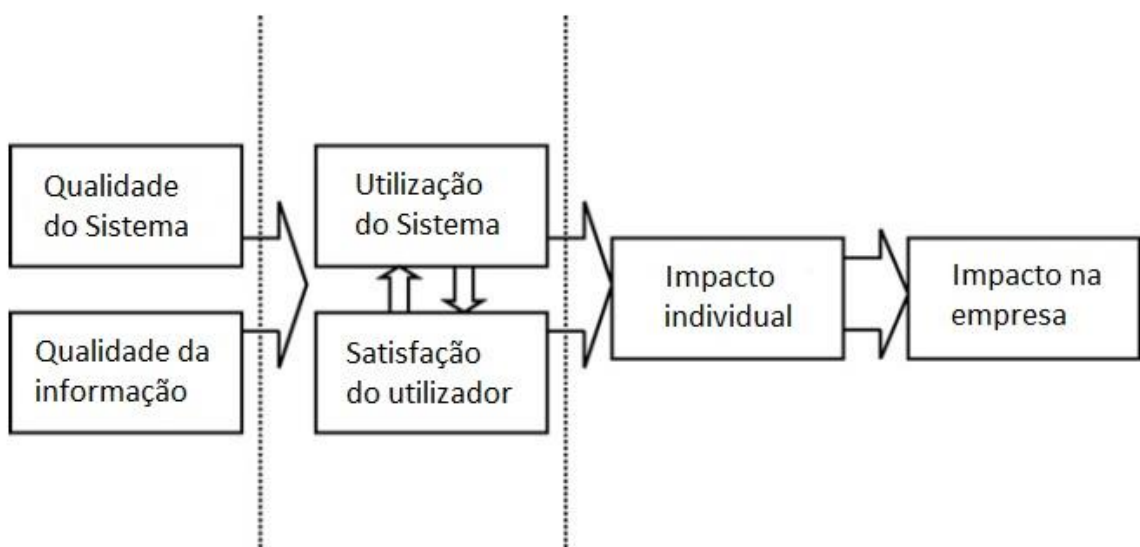 Qualidade
do Sistema
Qualidade da
informação
Utilização
do Sistema
Satisfação
do utilizador
Impacto
individual
Impacto na
empresa